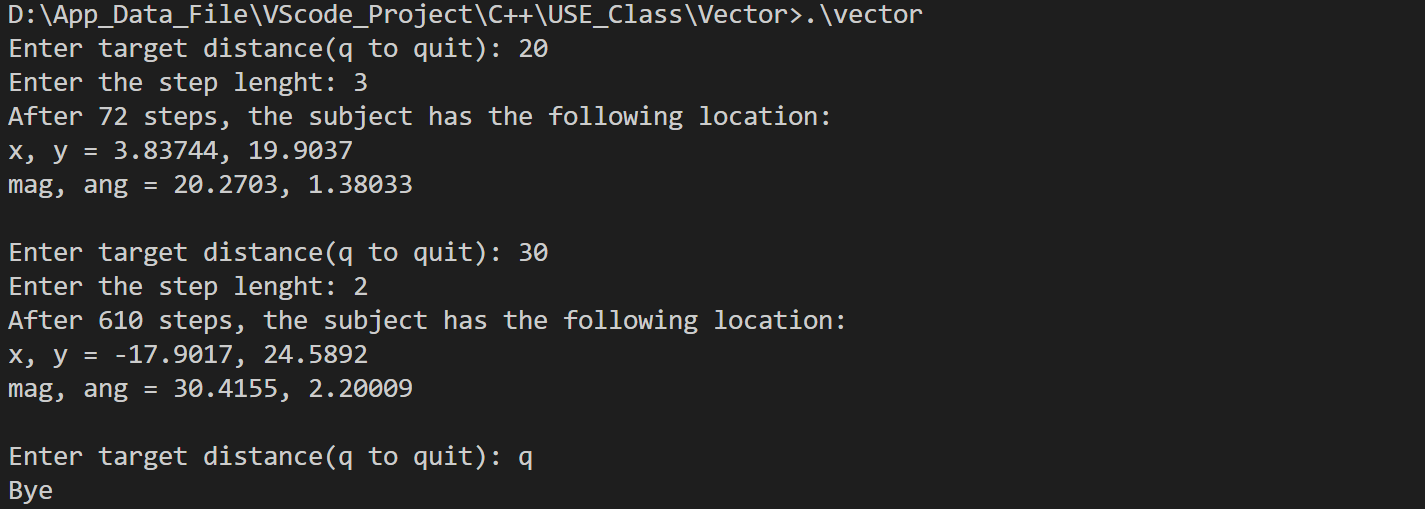 D:\App_Data_File\VScode_Project\C++\USE_Class\Vector>.\vector
Enter target distance(q to quit): 20
Enter the step lenght: 3
After 72 steps, the subject has the following location:
x, y = 3.83744, 19.9037
mag, ang = 20.2703, 1.38033
Enter target distance(q to quit): 30
Enter the step lenght: 2
After 610 steps, the subject has the following location:
x, y = -17.9017, 24.5892
mag, ang = 30.4155, 2.20009
Enter target distance(q to quit): q
Bye